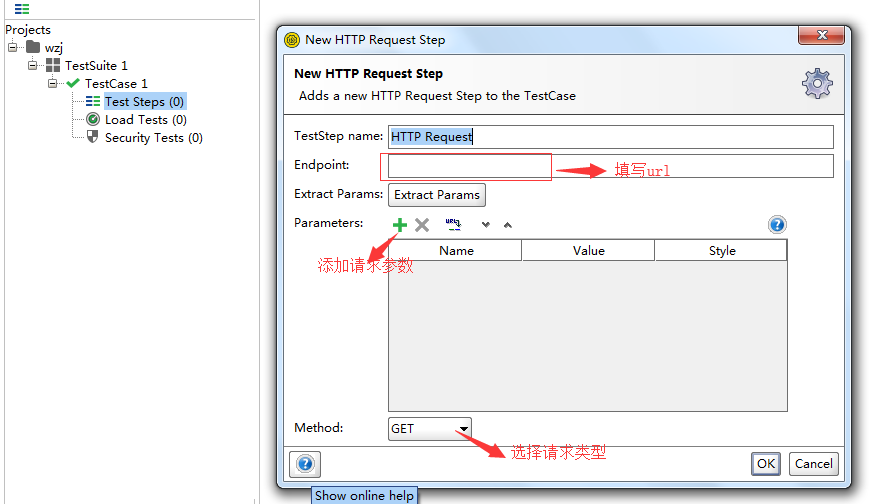 Projects
wzj
TestSuite 1
TestCase 1
Test Steps (0)
Load Tests (0)
Security Tests (0)
New HTTP Request Step
New HTTP Request Step
Adds a new HTTP Request Step to the TestCase
TestStep name: HTTP Request
Endpoint:
填写url
Extract Params: Extract Params
Parameters:
URL
添加请求参数
Name Value Style
Method: GET
选择请求类型
OK Cancel
Show online help